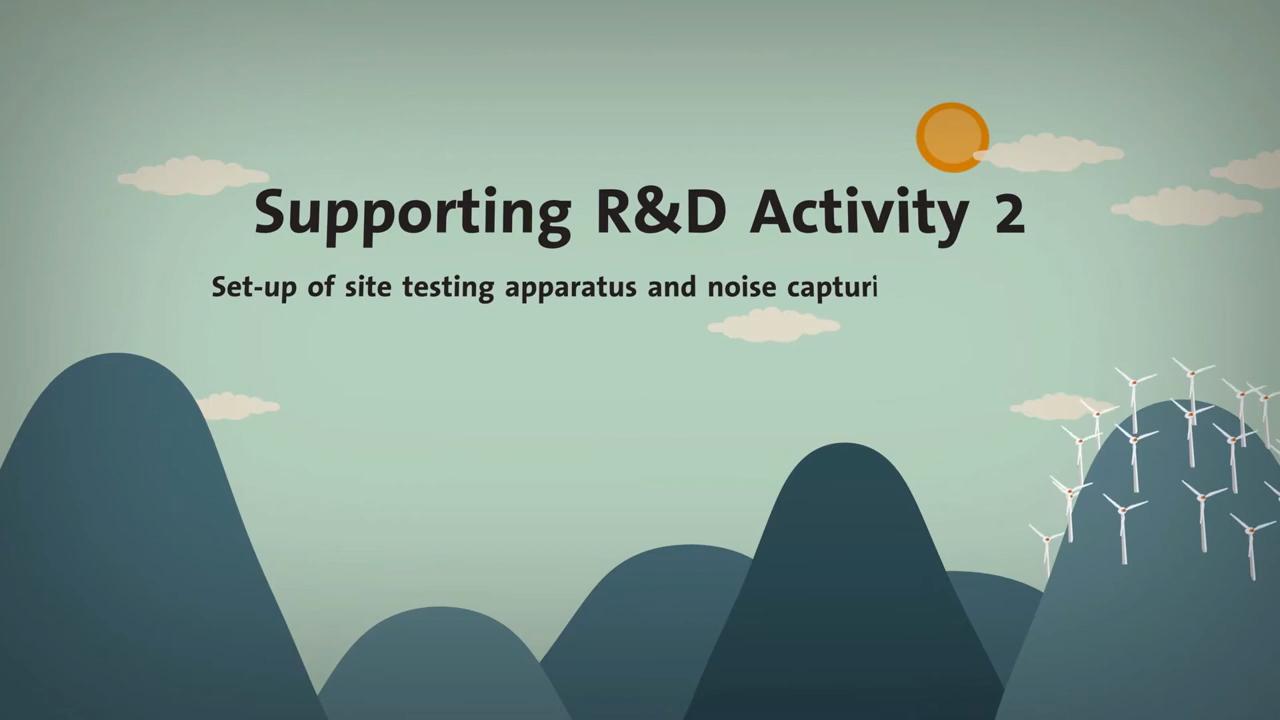 Supporting R&D Activity 2
Set-up of site testing apparatus and noise capturi